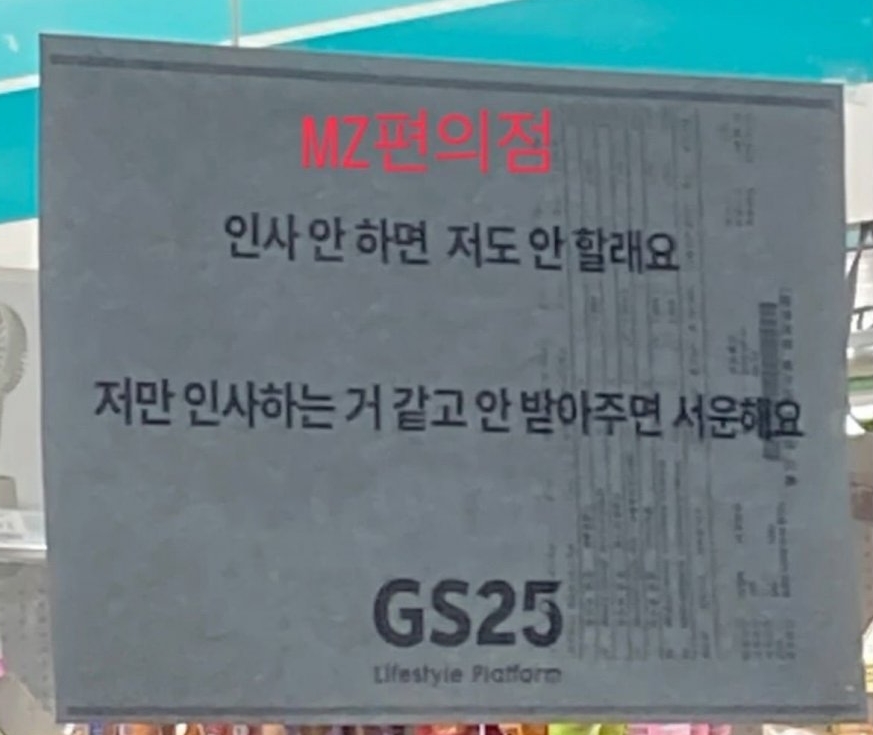 MZ편의점
인사 안 하면 저도 안 할래요
저만 인사하는 거 같고 안 받아주면 서운해요
GS25
Lifestyle Platform